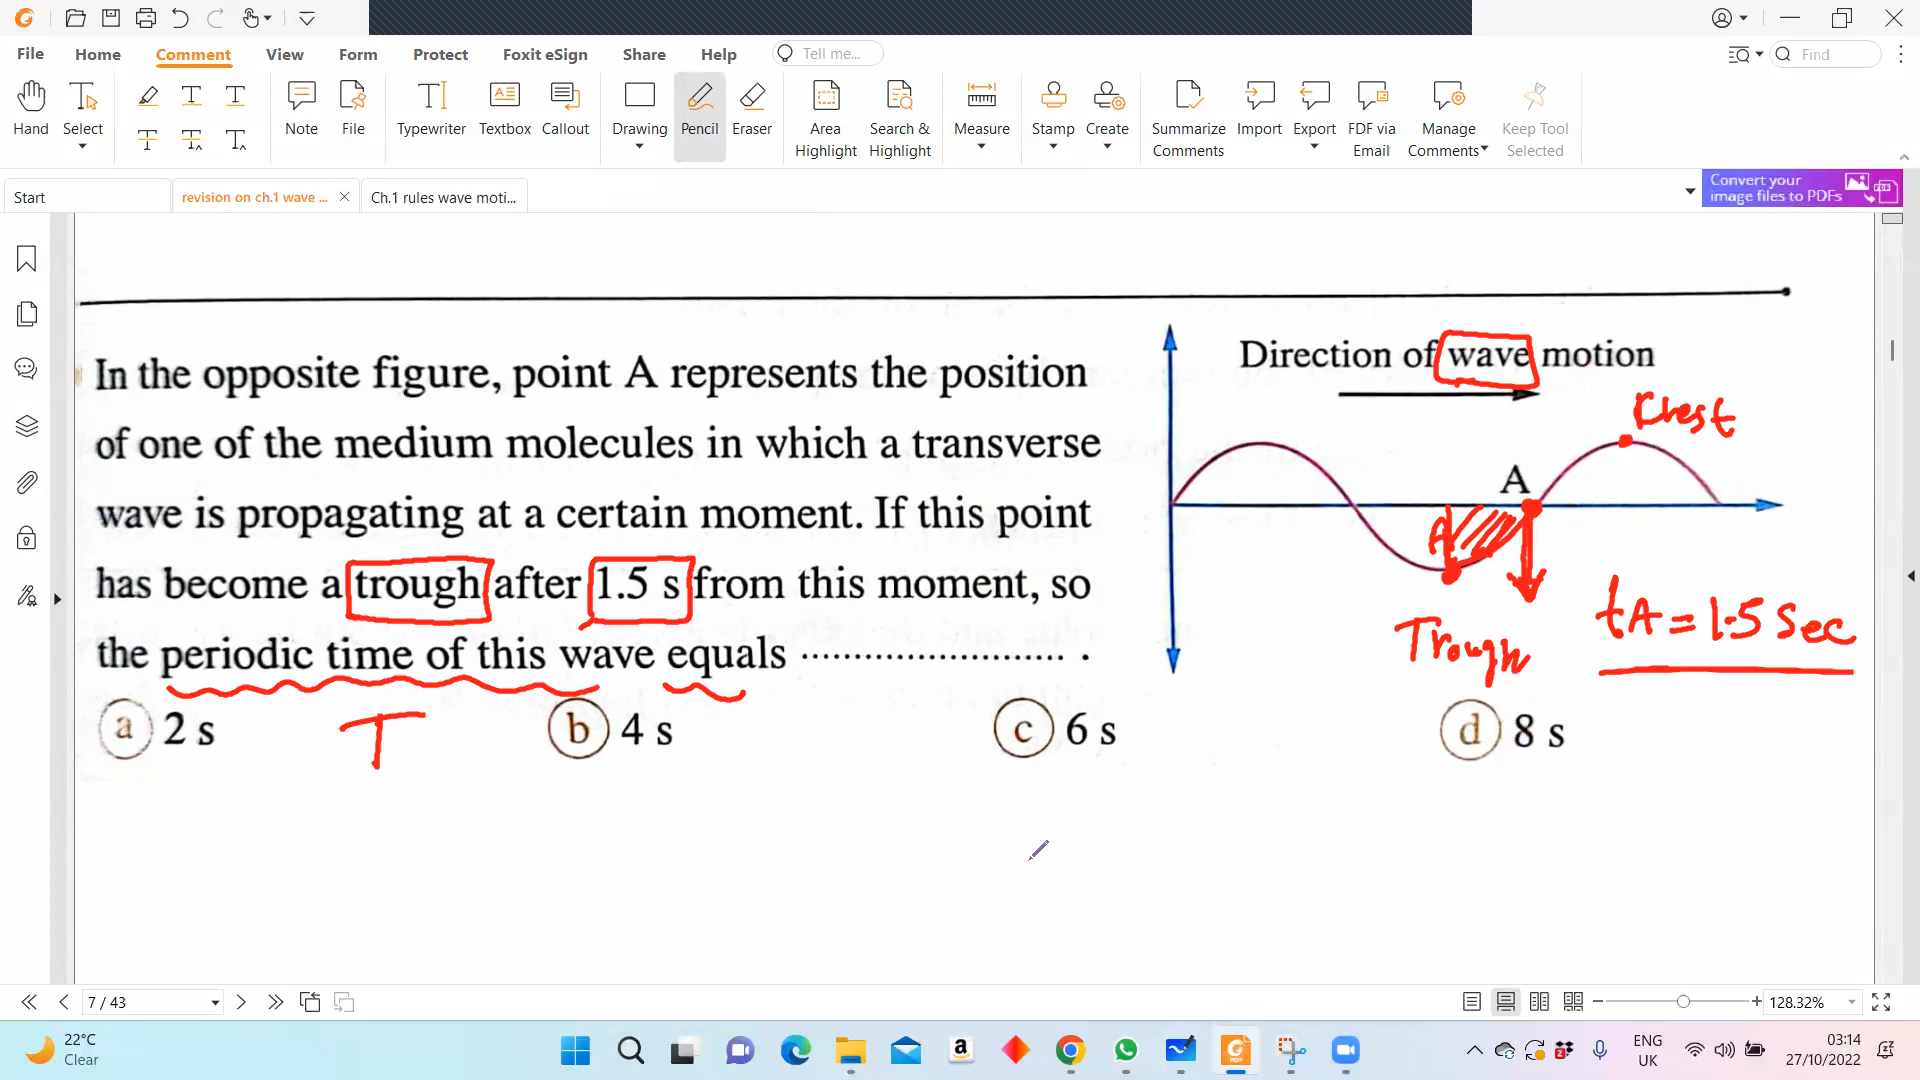 File
Home
Comment
View
Form
Protect
Foxit eSign
Share
Help
Tell me...
Find
Hand
Select
Note
File
Typewriter
Textbox
Callout
Drawing
Pencil
Eraser
Area
Highlight
Search &
Highlight
Measure
Stamp
Create
Summarize
Comments
Import
Export
FDF via
Email
Manage
Comments
Keep Tool
Selected
Start
revision on ch.1 wave ...
Ch.1 rules wave moti...
Convert your
image files to PDFs
In the opposite figure, point A represents the position
of one of the medium molecules in which a transverse
wave is propagating at a certain moment. If this point
has become a trough after 1.5 s from this moment, so
the periodic time of this wave equals ........................ .
a 2 s
b 4 s
c 6 s
d 8 s
T
Direction of wave motion
Crest
A
A
Trough
tA = 1.5 Sec
7 / 43
128.32%
22°C
Clear
ENG
UK
03:14
27/10/2022